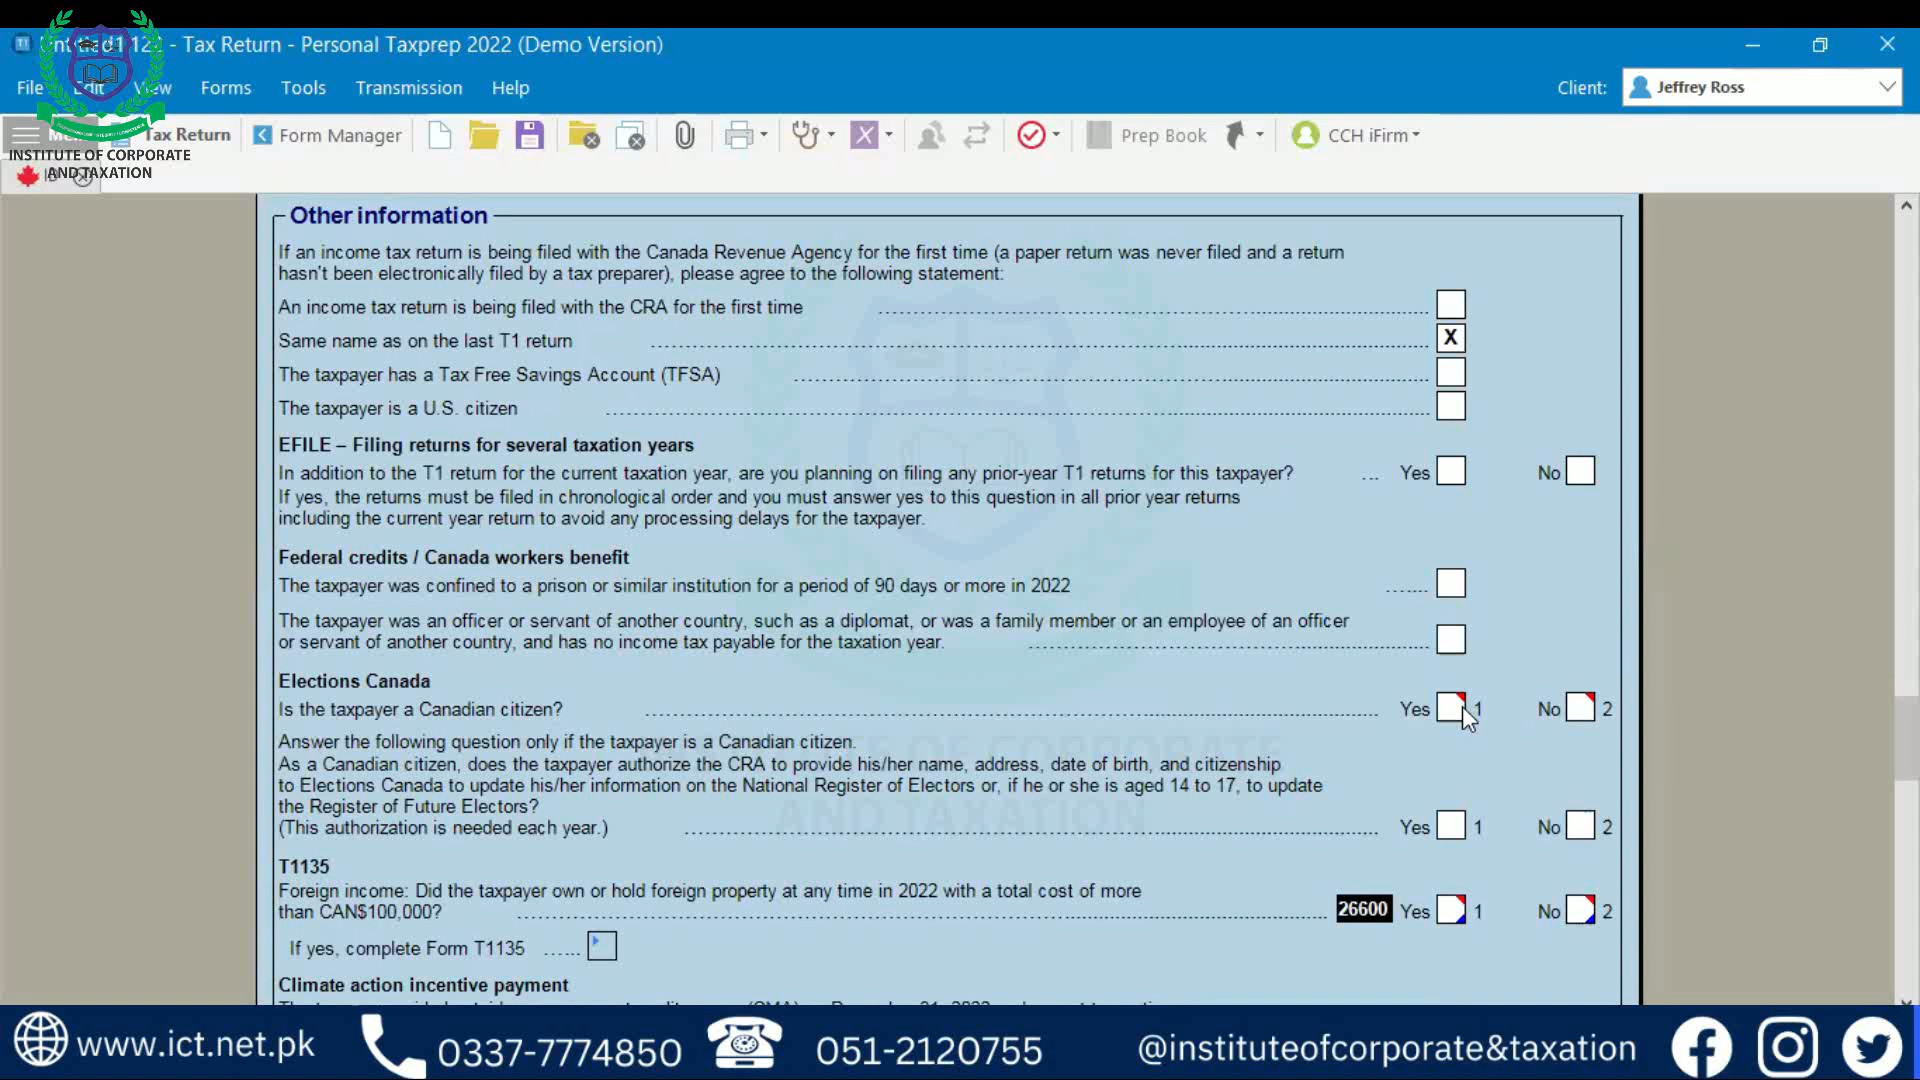 Untitled1 122 - Tax Return - Personal Taxprep 2022 (Demo Version)
File Edit View Forms Tools Transmission Help
Client: Jeffrey Ross
Tax Return Form Manager Prep Book CCH iFirm
INSTITUTE OF CORPORATE
AND TAXATION
Other information
If an income tax return is being filed with the Canada Revenue Agency for the first time (a paper return was never filed and a return
hasn't been electronically filed by a tax preparer), please agree to the following statement:
An income tax return is being filed with the CRA for the first time
Same name as on the last T1 return X
The taxpayer has a Tax Free Savings Account (TFSA)
The taxpayer is a U.S. citizen
EFILE – Filing returns for several taxation years
In addition to the T1 return for the current taxation year, are you planning on filing any prior-year T1 returns for this taxpayer? ... Yes No
If yes, the returns must be filed in chronological order and you must answer yes to this question in all prior year returns
including the current year return to avoid any processing delays for the taxpayer.
Federal credits / Canada workers benefit
The taxpayer was confined to a prison or similar institution for a period of 90 days or more in 2022
The taxpayer was an officer or servant of another country, such as a diplomat, or was a family member or an employee of an officer
or servant of another country, and has no income tax payable for the taxation year.
Elections Canada
Is the taxpayer a Canadian citizen? Yes 1 No 2
Answer the following question only if the taxpayer is a Canadian citizen.
As a Canadian citizen, does the taxpayer authorize the CRA to provide his/her name, address, date of birth, and citizenship
to Elections Canada to update his/her information on the National Register of Electors or, if he or she is aged 14 to 17, to update
the Register of Future Electors?
(This authorization is needed each year.) Yes 1 No 2
T1135
Foreign income: Did the taxpayer own or hold foreign property at any time in 2022 with a total cost of more
than CAN$100,000? 26600 Yes 1 No 2
If yes, complete Form T1135
Climate action incentive payment
www.ict.net.pk 0337-7774850 051-2120755 @instituteofcorporate&taxation